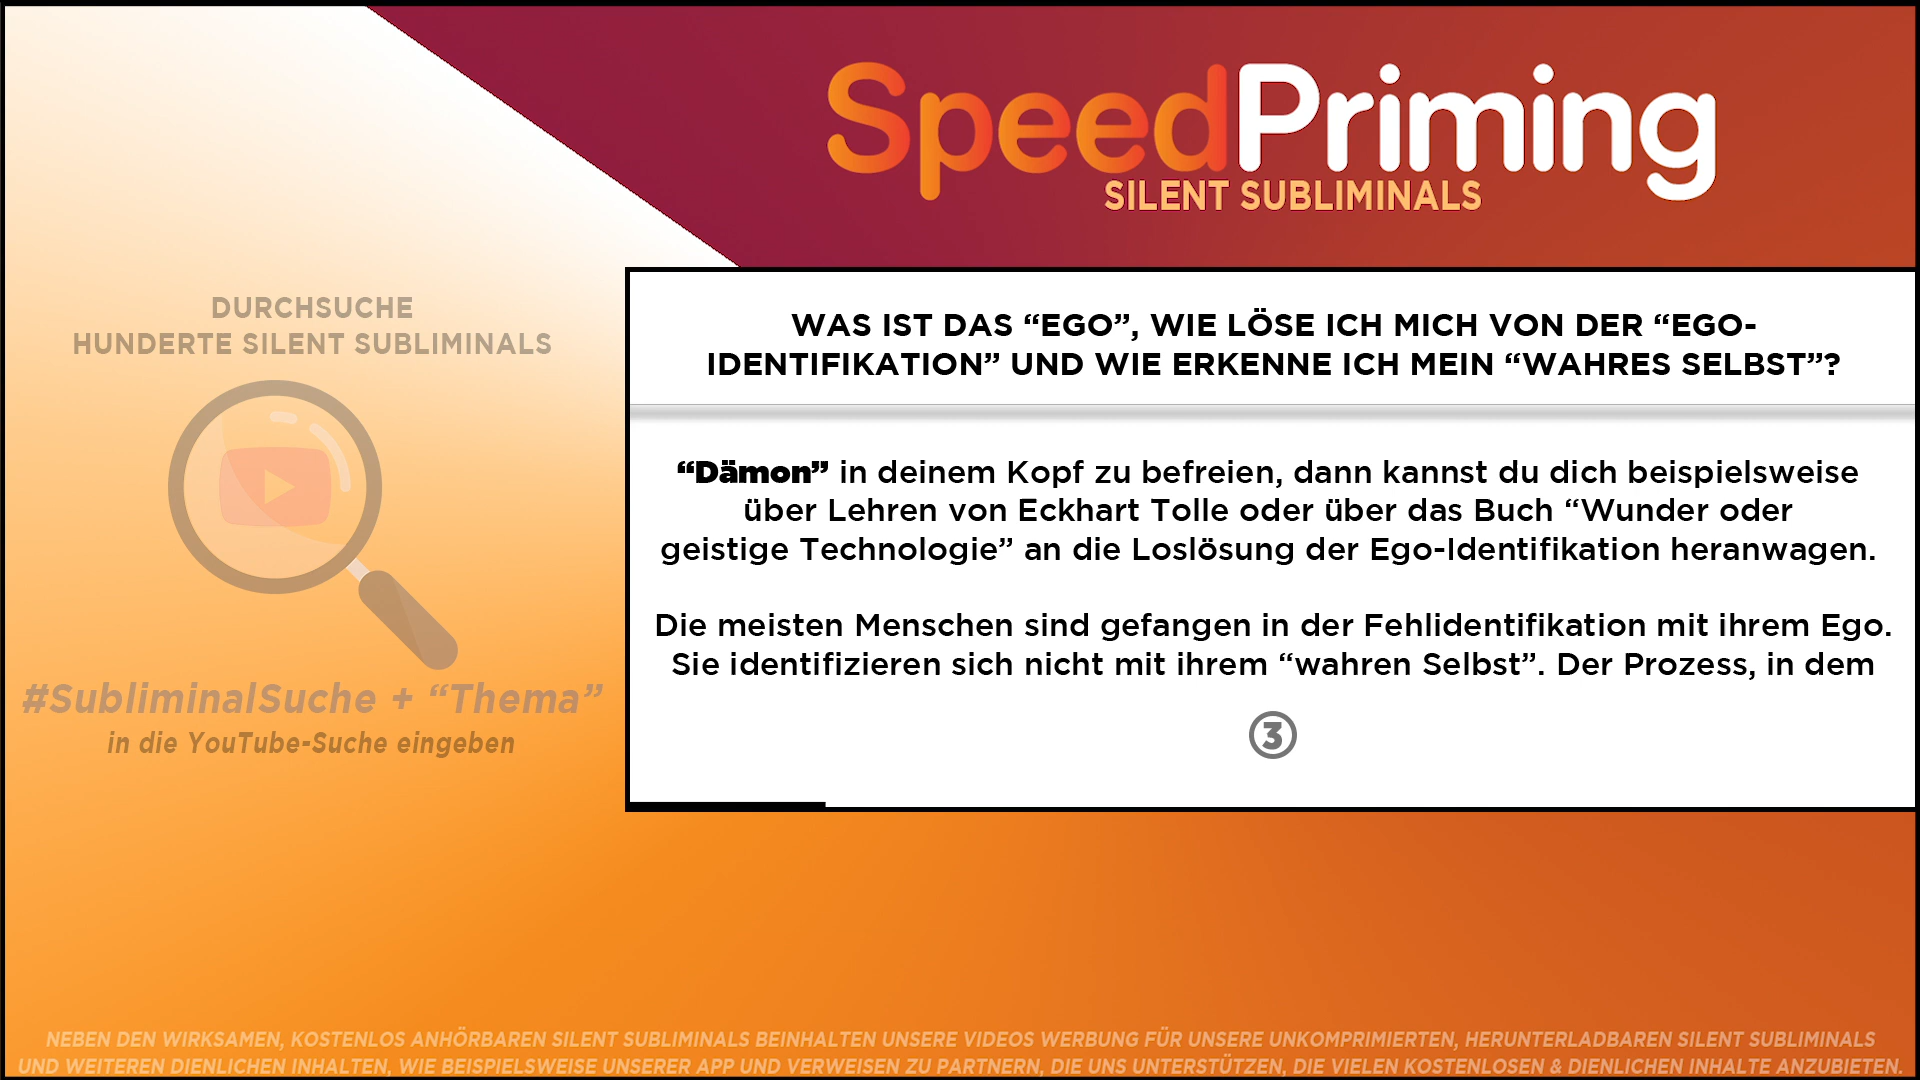 SpeedPriming
SILENT SUBLIMINALS
DURCHSUCHE
HUNDERTE SILENT SUBLIMINALS
#SubliminalSuche + “Thema”
in die YouTube-Suche eingeben
WAS IST DAS “EGO”, WIE LÖSE ICH MICH VON DER “EGO-
IDENTIFIKATION” UND WIE ERKENNE ICH MEIN “WAHRES SELBST”?
“Dämon” in deinem Kopf zu befreien, dann kannst du dich beispielsweise
über Lehren von Eckhart Tolle oder über das Buch “Wunder oder
geistige Technologie” an die Loslösung der Ego-Identifikation heranwagen.
Die meisten Menschen sind gefangen in der Fehlidentifikation mit ihrem Ego.
Sie identifizieren sich nicht mit ihrem “wahren Selbst”. Der Prozess, in dem
3
NEBEN DEN WIRKSAMEN, KOSTENLOS ANHÖRBAREN SILENT SUBLIMINALS BEINHALTEN UNSERE VIDEOS WERBUNG FÜR UNSERE UNKOMPRIMIERTEN, HERUNTERLADBAREN SILENT SUBLIMINALS
UND WEITEREN DIENLICHEN INHALTEN, WIE BEISPIELSWEISE UNSERER APP UND VERWEISEN ZU PARTNERN, DIE UNS UNTERSTÜTZEN, DIE VIELEN KOSTENLOSEN & DIENLICHEN INHALTE ANZUBIETEN.